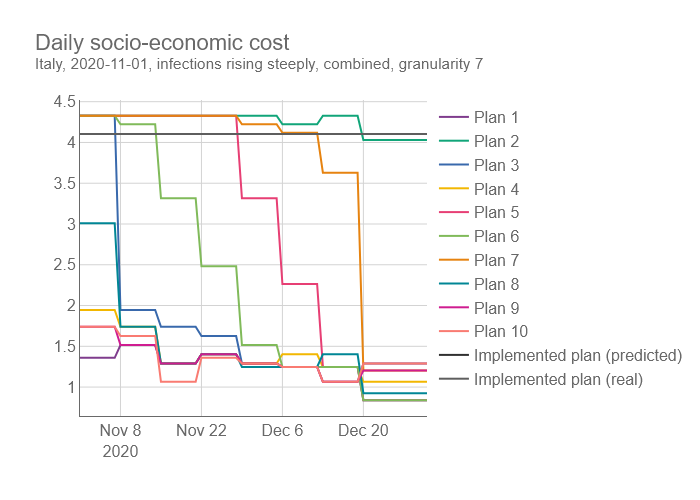 Daily socio-economic cost
Italy, 2020-11-01, infections rising steeply, combined, granularity 7
4.5
4
3.5
3
2.5
2
1.5
1
Nov 8
2020
Nov 22
Dec 6
Dec 20
Plan 1
Plan 2
Plan 3
Plan 4
Plan 5
Plan 6
Plan 7
Plan 8
Plan 9
Plan 10
Implemented plan (predicted)
Implemented plan (real)